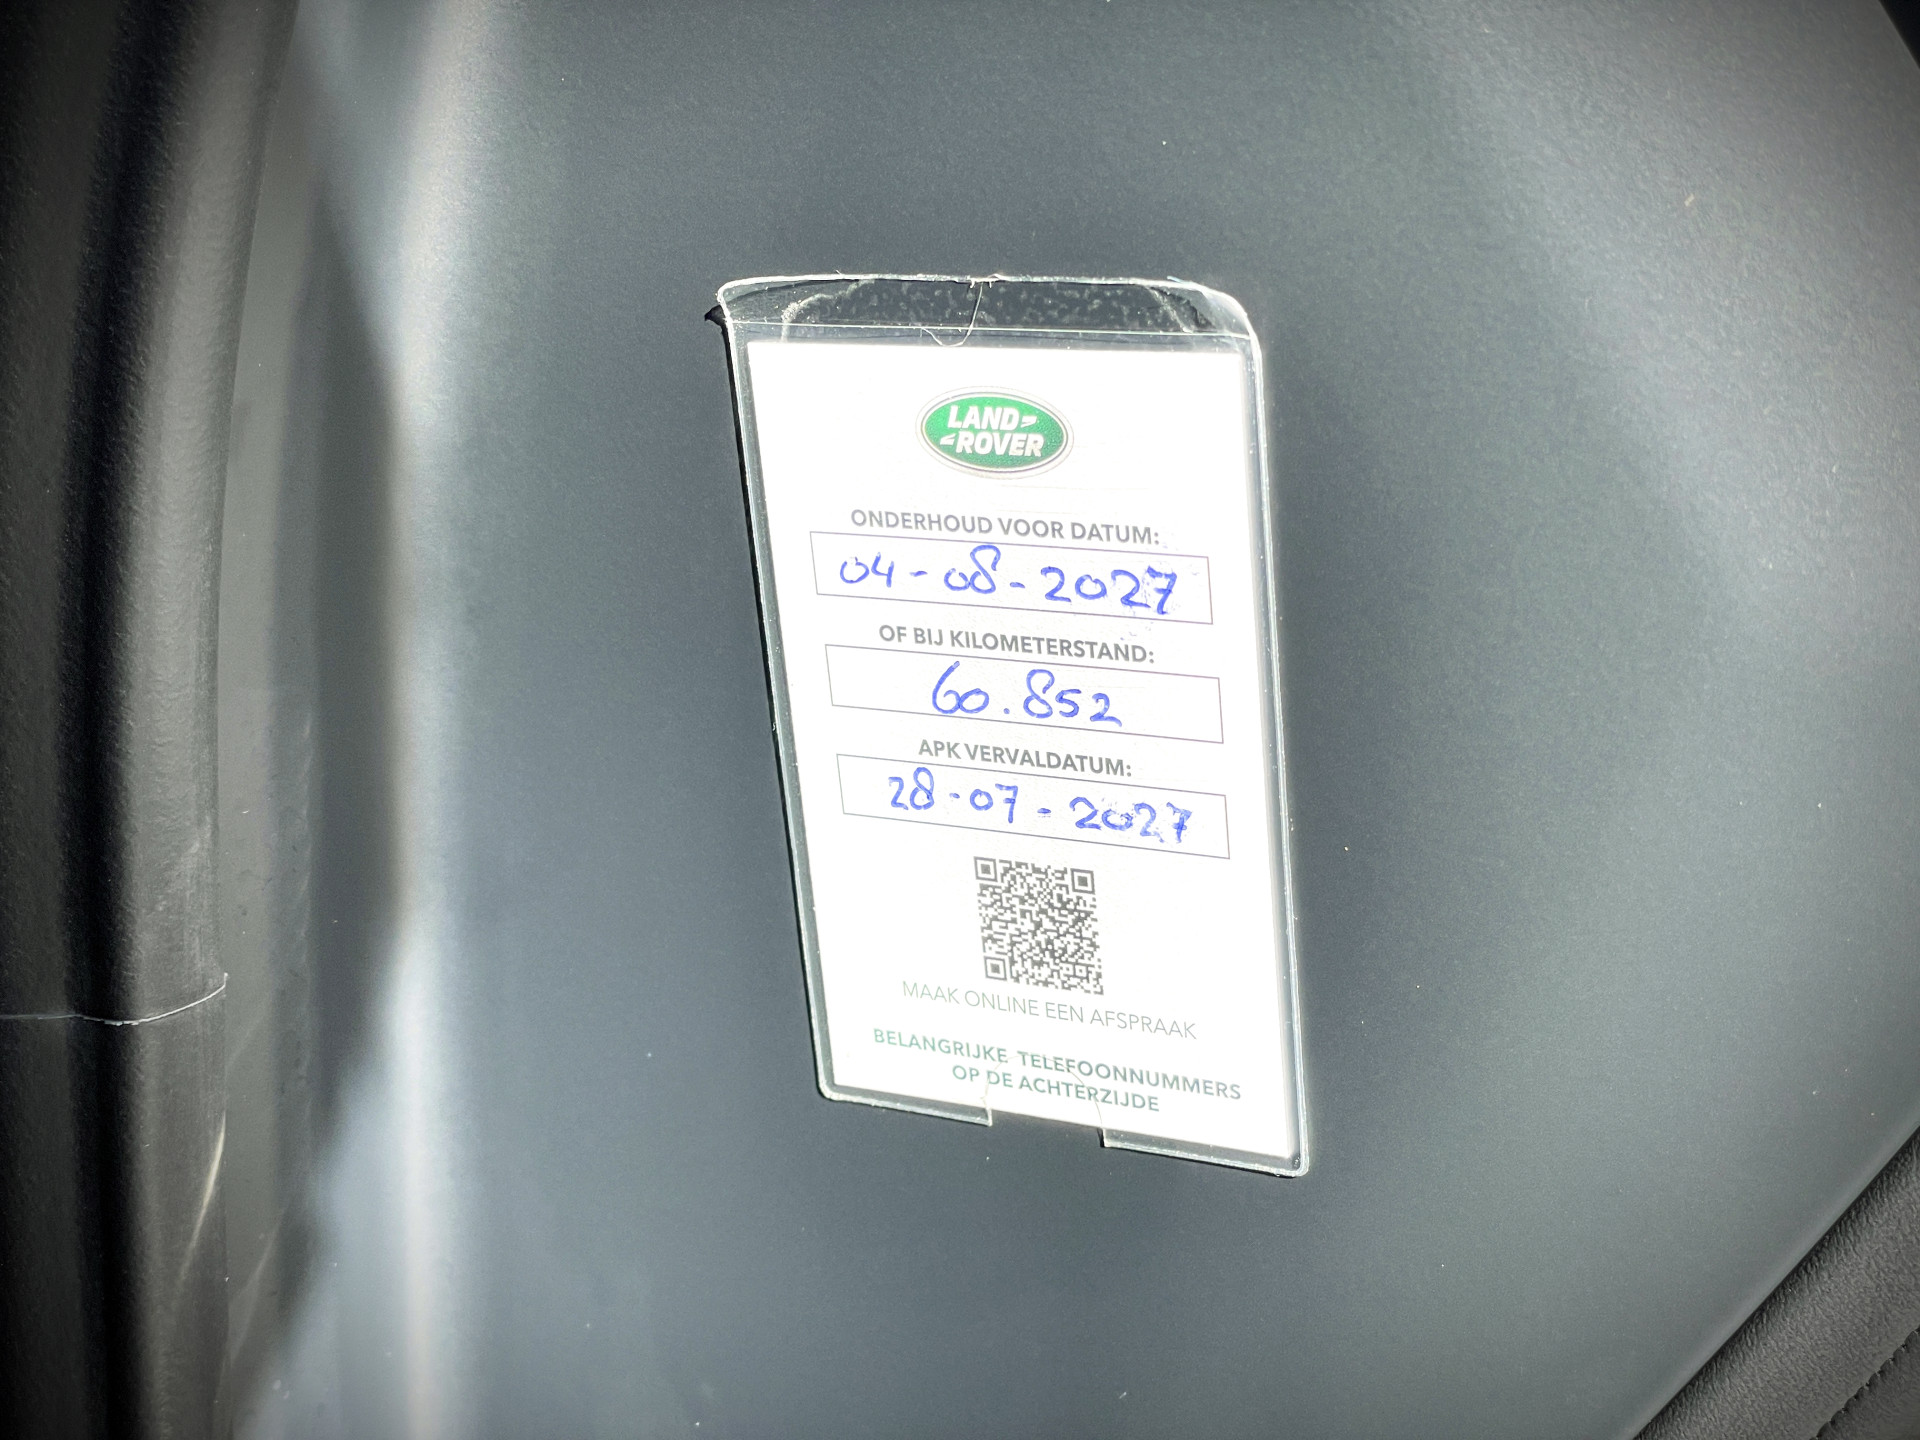 LAND
ROVER
ONDERHOUD VOOR DATUM:
04-08-2027
OF BIJ KILOMETERSTAND:
60.852
APK VERVALDATUM:
28-07-2027
MAAK ONLINE EEN AFSPRAAK
BELANGRIJKE TELEFOONNUMMERS
OP DE ACHTERZIJDE